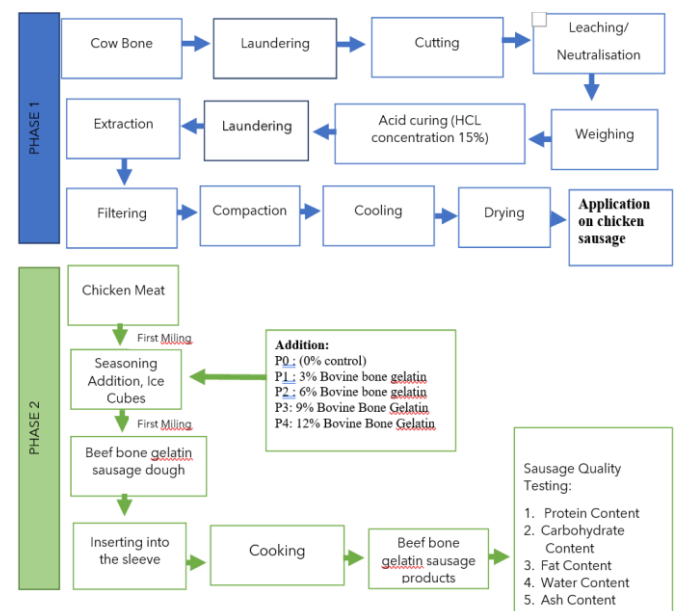 PHASE 1
Cow Bone
Laundering
Cutting
Leaching/
Neutralisation
Weighing
Acid curing (HCL
concentration 15%)
Laundering
Extraction
Filtering
Compaction
Cooling
Drying
Application
on chicken
sausage
PHASE 2
Chicken Meat
First Miling
Seasoning
Addition, Ice
Cubes
Addition:
P0 : (0% control)
P1 : 3% Bovine bone gelatin
P2 : 6% Bovine bone gelatin
P3: 9% Bovine Bone Gelatin
P4: 12% Bovine Bone Gelatin
First Miling
Beef bone gelatin
sausage dough
Inserting into
the sleeve
Cooking
Beef bone
gelatin sausage
products
Sausage Quality
Testing:
1. Protein Content
2. Carbohydrate
Content
3. Fat Content
4. Water Content
5. Ash Content